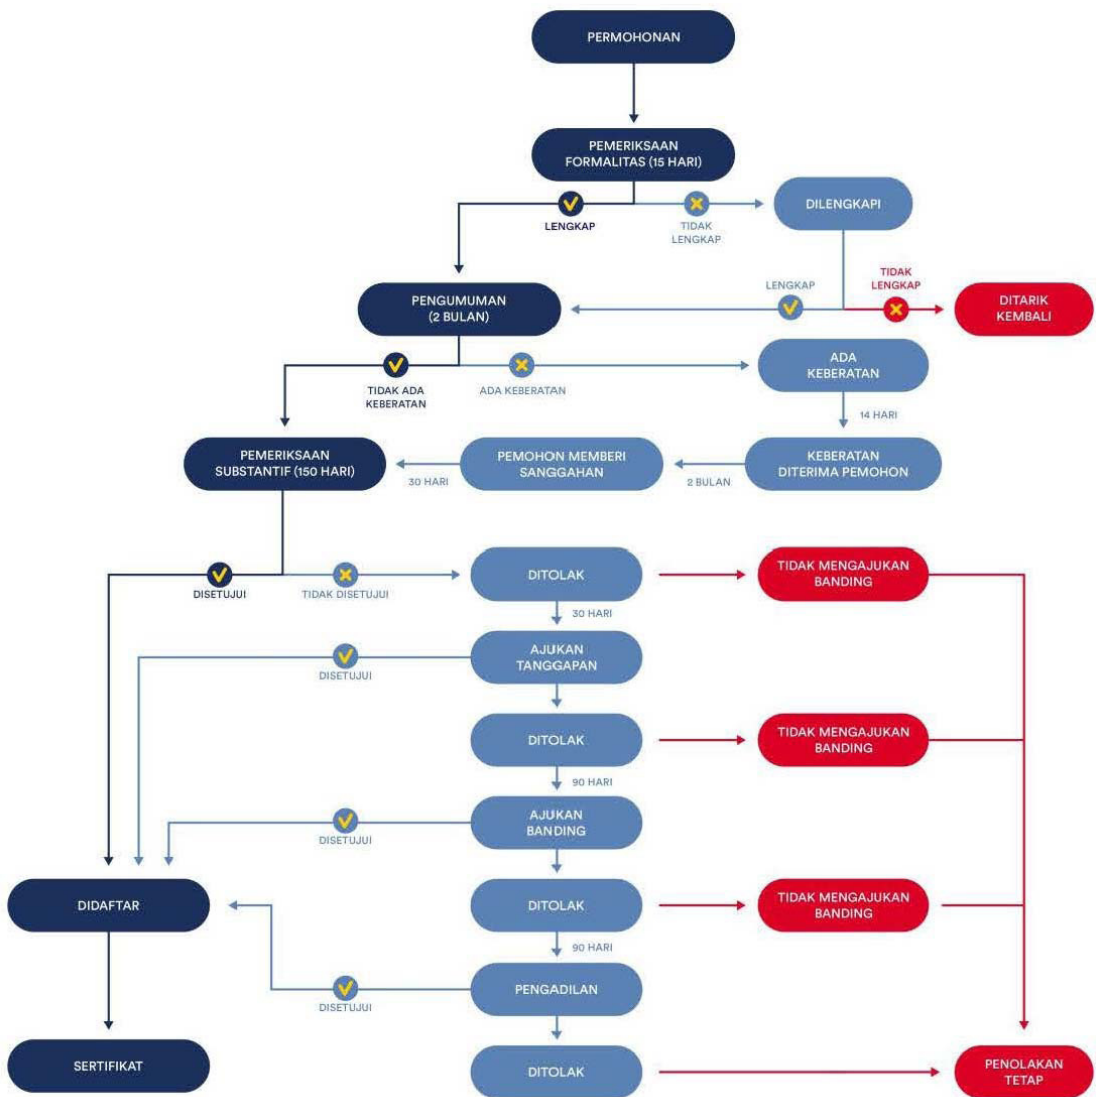 PERMOHONAN
PEMERIKSAAN
FORMALITAS (15 HARI)
LENGKAP
TIDAK
LENGKAP
DILENGKAPI
LENGKAP
TIDAK
LENGKAP
PENGUMUMAN
(2 BULAN)
DITARIK
KEMBALI
TIDAK ADA
KEBERATAN
ADA KEBERATAN
ADA
KEBERATAN
14 HARI
PEMERIKSAAN
SUBSTANTIF (150 HARI)
30 HARI
PEMOHON MEMBERI
SANGGAHAN
2 BULAN
KEBERATAN
DITERIMA PEMOHON
DISETUJUI
TIDAK DISETUJUI
DITOLAK
TIDAK MENGAJUKAN
BANDING
30 HARI
DISETUJUI
AJUKAN
TANGGAPAN
DITOLAK
TIDAK MENGAJUKAN
BANDING
90 HARI
DISETUJUI
AJUKAN
BANDING
DIDAFTAR
DITOLAK
TIDAK MENGAJUKAN
BANDING
90 HARI
DISETUJUI
PENGADILAN
SERTIFIKAT
DITOLAK
PENOLAKAN
TETAP